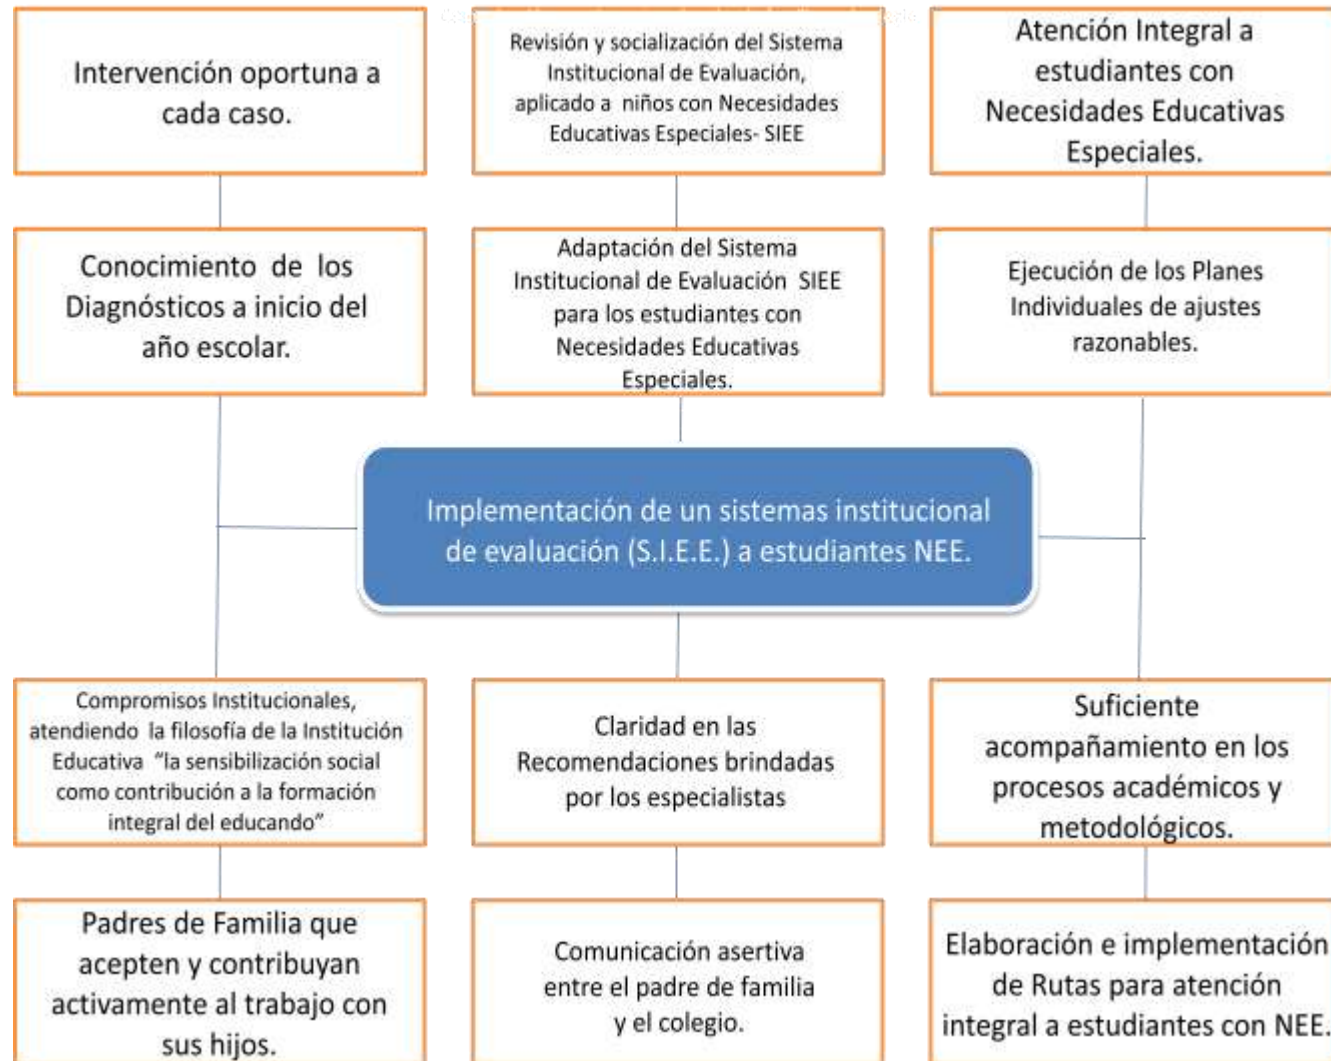 Intervención oportuna a
cada caso.
Revisión y socialización del Sistema
Institucional de Evaluación,
aplicado a niños con Necesidades
Educativas Especiales- SIEE
Atención Integral a
estudiantes con
Necesidades Educativas
Especiales.
Conocimiento de los
Diagnósticos a inicio del
año escolar.
Adaptación del Sistema
Institucional de Evaluación SIEE
para los estudiantes con
Necesidades Educativas
Especiales.
Ejecución de los Planes
Individuales de ajustes
razonables.
Implementación de un sistemas institucional
de evaluación (S.I.E.E.) a estudiantes NEE.
Compromisos Institucionales,
atendiendo la filosofía de la Institución
Educativa “la sensibilización social
como contribución a la formación
integral del educando”
Claridad en las
Recomendaciones brindadas
por los especialistas
Suficiente
acompañamiento en los
procesos académicos y
metodológicos.
Padres de Familia que
acepten y contribuyan
activamente al trabajo con
sus hijos.
Comunicación asertiva
entre el padre de familia
y el colegio.
Elaboración e implementación
de Rutas para atención
integral a estudiantes con NEE.